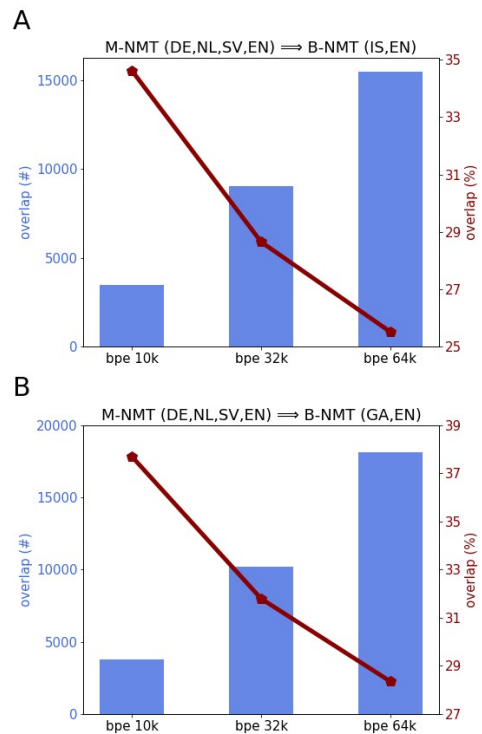 A
M-NMT (DE,NL,SV,EN) ⟹ B-NMT (IS,EN)
15000
10000
5000
0
overlap (#)
35
33
31
29
27
25
overlap (%)
bpe 10k bpe 32k bpe 64k
B
M-NMT (DE,NL,SV,EN) ⟹ B-NMT (GA,EN)
20000
15000
10000
5000
0
overlap (#)
39
37
35
33
31
29
27
overlap (%)
bpe 10k bpe 32k bpe 64k